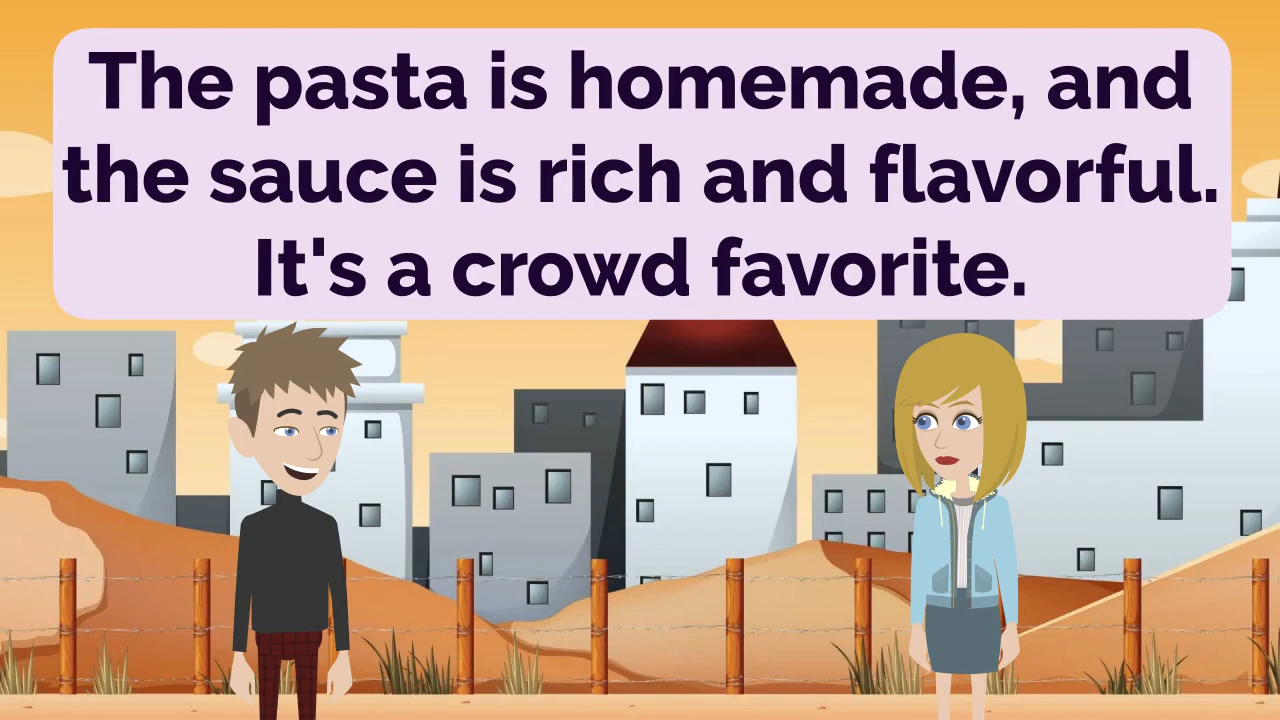 The pasta is homemade, and
the sauce is rich and flavorful.
It's a crowd favorite.